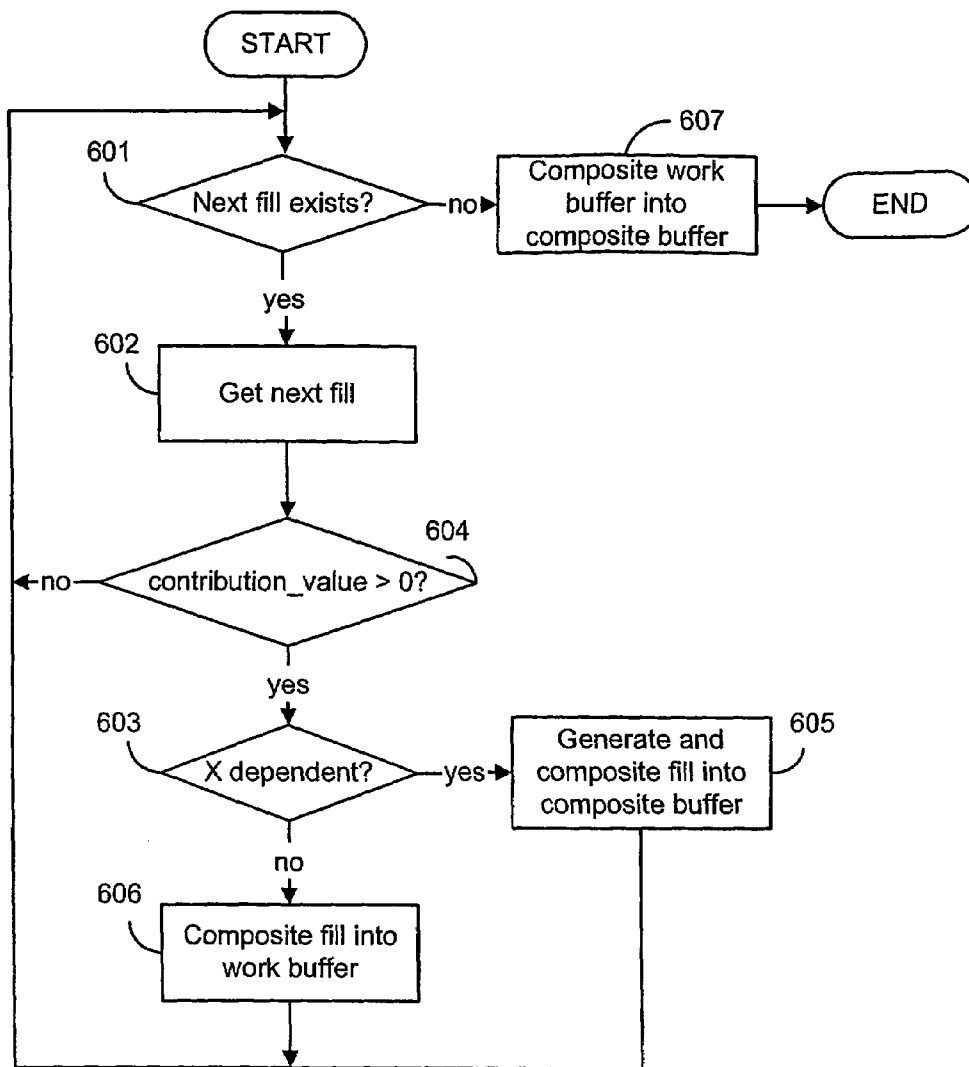 START
607
601
Next fill exists?
no
Composite work
buffer into
composite buffer
END
yes
602
Get next fill
604
no
contribution_value > 0?
yes
603
X dependent?
yes
Generate and
composite fill into
composite buffer
605
no
606
Composite fill into
work buffer